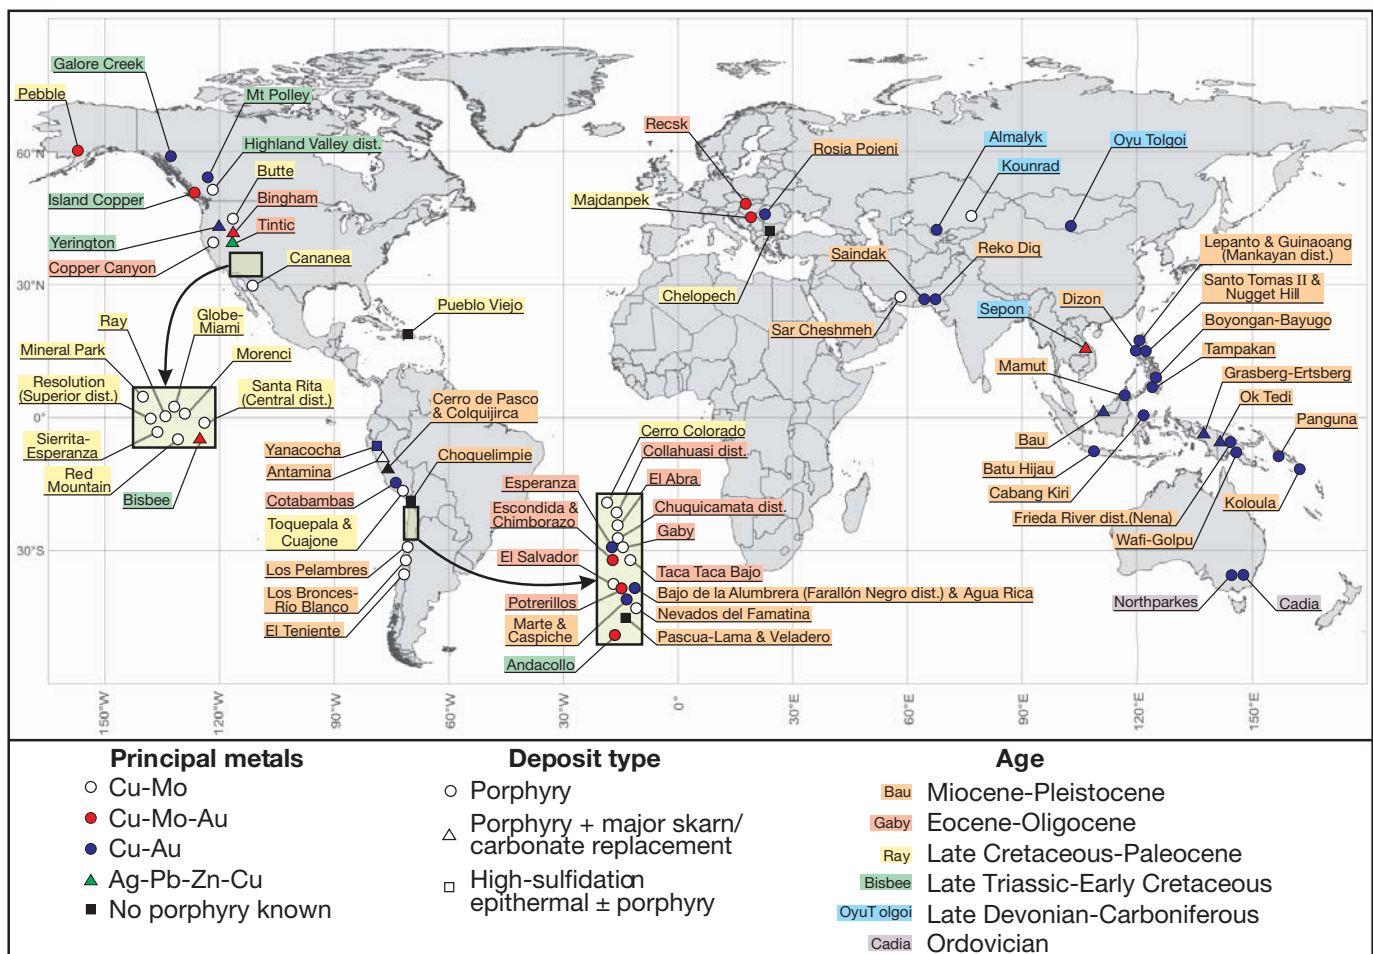 Galore Creek
Pebble
Mt Polley
Highland Valley dist.
Butte
Island Copper
Bingham
Tintic
Yerington
Copper Canyon
Cananea
Pueblo Viejo
Ray
Globe-
Miami
Mineral Park
Morenci
Resolution
(Superior dist.)
Santa Rita
(Central dist.)
Sierrita-
Esperanza
Red
Mountain
Bisbee
Recsk
Rosia Poieni
Majdanpek
Chelopech
Almalyk
Kounrad
Oyu Tolgoi
Saindak
Reko Diq
Sar Cheshmeh
Sepon
Lepanto & Guinaoang
(Mankayan dist.)
Santo Tomas II &
Nugget Hill
Dizon
Boyongan-Bayugo
Tampakan
Mamut
Grasberg-Ertsberg
Ok Tedi
Panguna
Bau
Batu Hijau
Cabang Kiri
Frieda River dist.(Nena)
Wafi-Golpu
Koloula
Northparkes
Cadia
Cerro de Pasco
& Colquijirca
Yanacocha
Choquelimpie
Antamina
Cotabambas
Toquepala &
Cuajone
Los Pelambres
Los Bronces-
Río Blanco
El Teniente
Cerro Colorado
Collahuasi dist.
El Abra
Esperanza
Escondida &
Chimborazo
Chuquicamata dist.
Gaby
El Salvador
Taca Taca Bajo
Potrerillos
Bajo de la Alumbrera (Farallón Negro dist.) & Agua Rica
Marte &
Caspiche
Nevados del Famatina
Pascua-Lama & Veladero
Andacollo
60°N
30°N
0°
30°S
150°W
120°W
90°W
60°W
30°W
0°
30°E
60°E
90°E
120°E
150°E
Principal metals
Cu-Mo
Cu-Mo-Au
Cu-Au
Ag-Pb-Zn-Cu
No porphyry known
Deposit type
Porphyry
Porphyry + major skarn/
carbonate replacement
High-sulfidation
epithermal ± porphyry
Age
Bau Miocene-Pleistocene
Gaby Eocene-Oligocene
Ray Late Cretaceous-Paleocene
Bisbee Late Triassic-Early Cretaceous
OyuT olgoi Late Devonian-Carboniferous
Cadia Ordovician